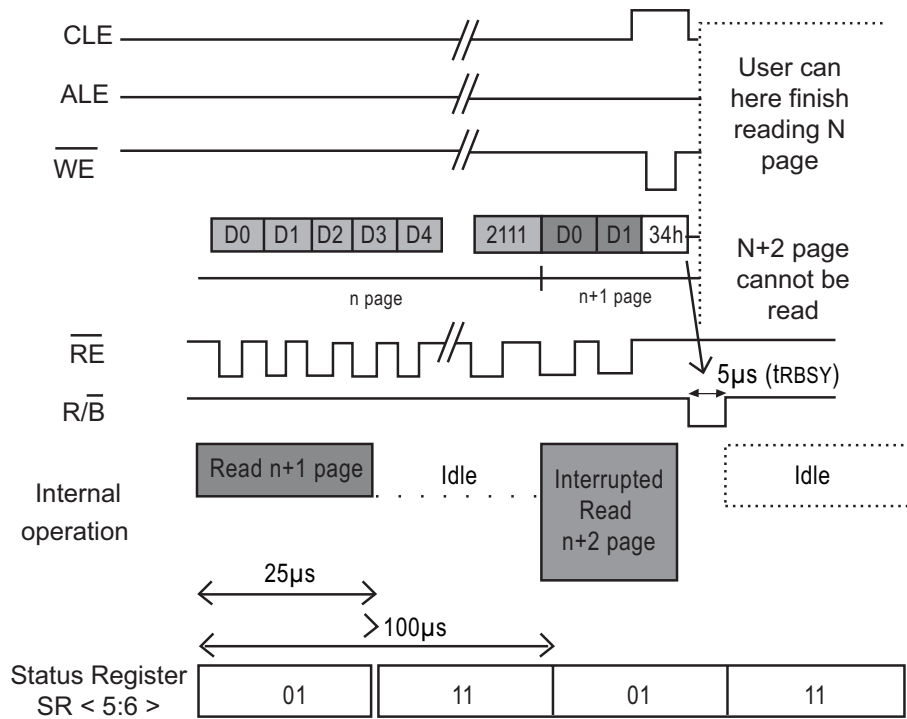 CLE
ALE
WE
User can
here finish
reading N
page
D0 D1 D2 D3 D4 2111 D0 D1 34h
N+2 page
cannot be
read
n page
n+1 page
RE
5µs (tRBSY)
R/B
Internal
operation
Read n+1 page
Idle
Interrupted
Read
n+2 page
Idle
25µs
>100µs
Status Register
SR < 5:6 >
01 11 01 11